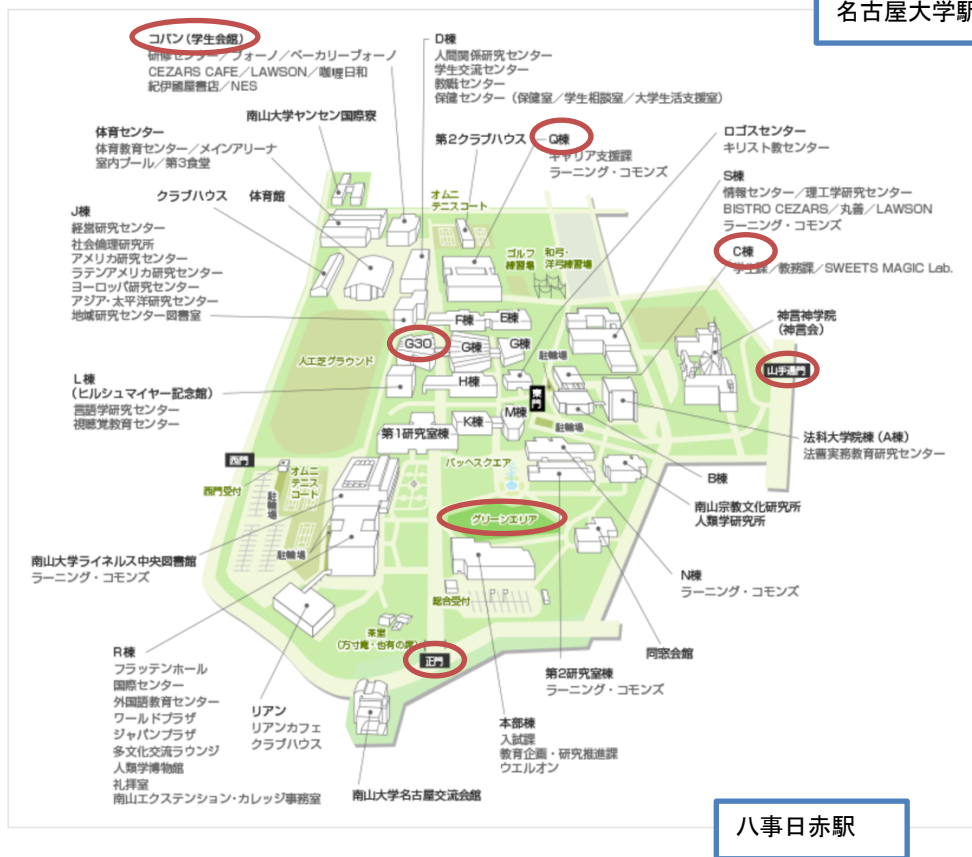 名古屋大学駅
コパン(学生会館)
研修センター/フォーノ/ベーカリーブォーノ
CEZARS CAFE/LAWSON/咖喱日和
紀伊國屋書店/NES
D棟
人間関係研究センター
学生交流センター
教職センター
保健センター(保健室/学生相談室/大学生活支援室)
南山大学ヤンセン国際寮
第2クラブハウス
Q棟
キャリア支援課
ラーニング・コモンズ
ロゴスセンター
キリスト教センター
体育センター
体育教育センター/メインアリーナ
室内プール/第3食堂
S棟
情報センター/理工学研究センター
BISTRO CEZARS/丸善/LAWSON
ラーニング・コモンズ
クラブハウス
体育館
オムニ
テニスコート
J棟
経営研究センター
社会倫理研究所
アメリカ研究センター
ラテンアメリカ研究センター
ヨーロッパ研究センター
アジア・太平洋研究センター
地域研究センター図書室
ゴルフ
練習場
和弓・
洋弓練習場
C棟
学生課/教務課/SWEETS MAGIC Lab.
神言神学院
(神言会)
F棟
E棟
G30
G棟
G棟
駐輪場
人工芝グラウンド
山手通門
L棟
(ヒルシュマイヤー記念館)
言語学研究センター
視聴覚教育センター
H棟
東門
K棟
M棟
第1研究室棟
駐輪場
法科大学院棟(A棟)
法曹実務教育研究センター
西門
西門受付
オムニ
テニス
コート
駐輪場
パッヘスクエア
B棟
南山宗教文化研究所
人類学研究所
グリーンエリア
駐輪場
南山大学ライネルス中央図書館
ラーニング・コモンズ
N棟
ラーニング・コモンズ
総合受付
茶室
(方寸庵・也有の席)
正門
同窓会館
R棟
フラッテンホール
国際センター
外国語教育センター
ワールドプラザ
ジャパンプラザ
多文化交流ラウンジ
人類学博物館
礼拝室
南山エクステンション・カレッジ事務室
第2研究室棟
ラーニング・コモンズ
リアン
リアンカフェ
クラブハウス
本部棟
入試課
教育企画・研究推進課
ウエルオン
南山大学名古屋交流会館
八事日赤駅